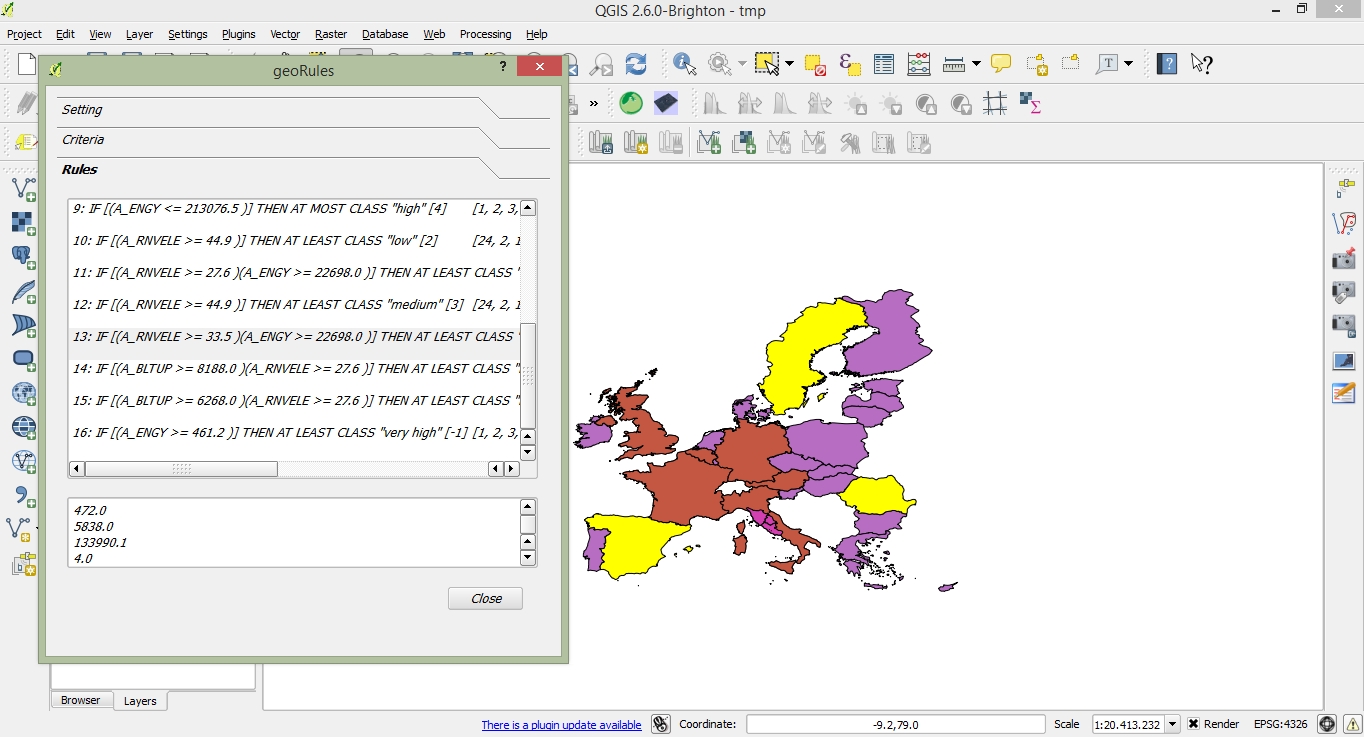 QGIS 2.6.0-Brighton - tmp
Project Edit View Layer Settings Plugins Vector Raster Database Web Processing Help
geoRules
?
Setting
Criteria
Rules
9: IF [(A_ENGY <= 213076.5 )] THEN AT MOST CLASS "high" [4] [1, 2, 3,
10: IF [(A_RNVELE >= 44.9 )] THEN AT LEAST CLASS "low" [2] [24, 2, 1
11: IF [(A_RNVELE >= 27.6 )(A_ENGY >= 22698.0 )] THEN AT LEAST CLASS "
12: IF [(A_RNVELE >= 44.9 )] THEN AT LEAST CLASS "medium" [3] [24, 2, 1
13: IF [(A_RNVELE >= 33.5 )(A_ENGY >= 22698.0 )] THEN AT LEAST CLASS "
14: IF [(A_BLTUP >= 8188.0 )(A_RNVELE >= 27.6 )] THEN AT LEAST CLASS "
15: IF [(A_BLTUP >= 6268.0 )(A_RNVELE >= 27.6 )] THEN AT LEAST CLASS "
16: IF [(A_ENGY >= 461.2 )] THEN AT LEAST CLASS "very high" [-1] [1, 2, 3,
472.0
5838.0
133990.1
4.0
Close
Browser Layers
There is a plugin update available Coordinate: -9.2,79.0 Scale 1:20.413.232 Render EPSG:4326